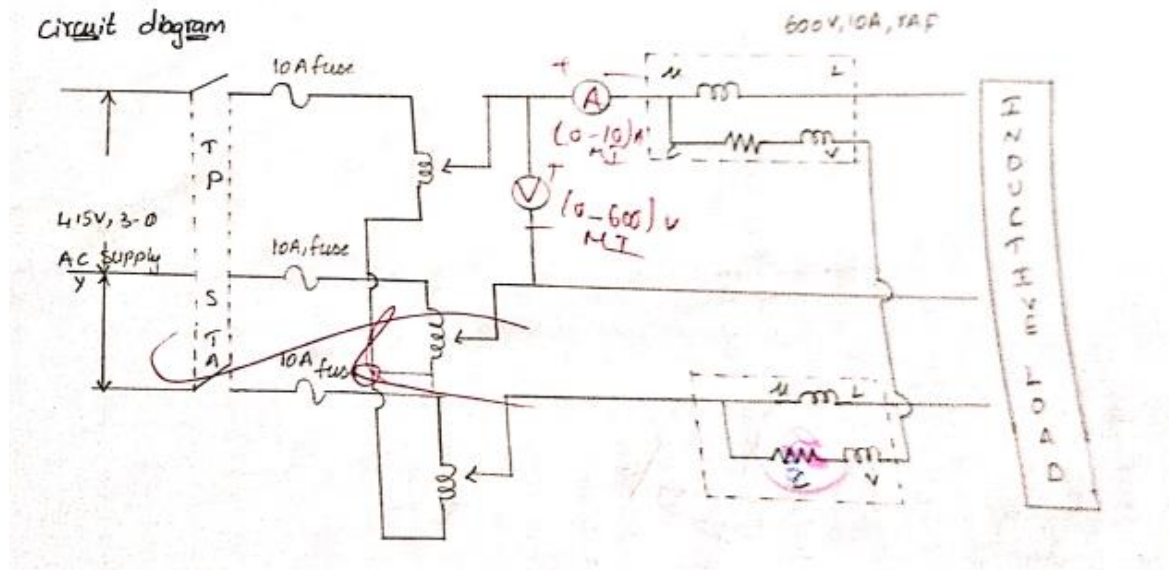 Circuit diagram
600V, 10A,
10A fuse
+
M L
A
(0-10)A
MI
C V
T
P
V
+
(0-600) V
MI
415V, 3-Φ
AC supply
Y
10A, fuse
S
T
A
10A
fuse
M L
C V
INDUCTIVE LOAD